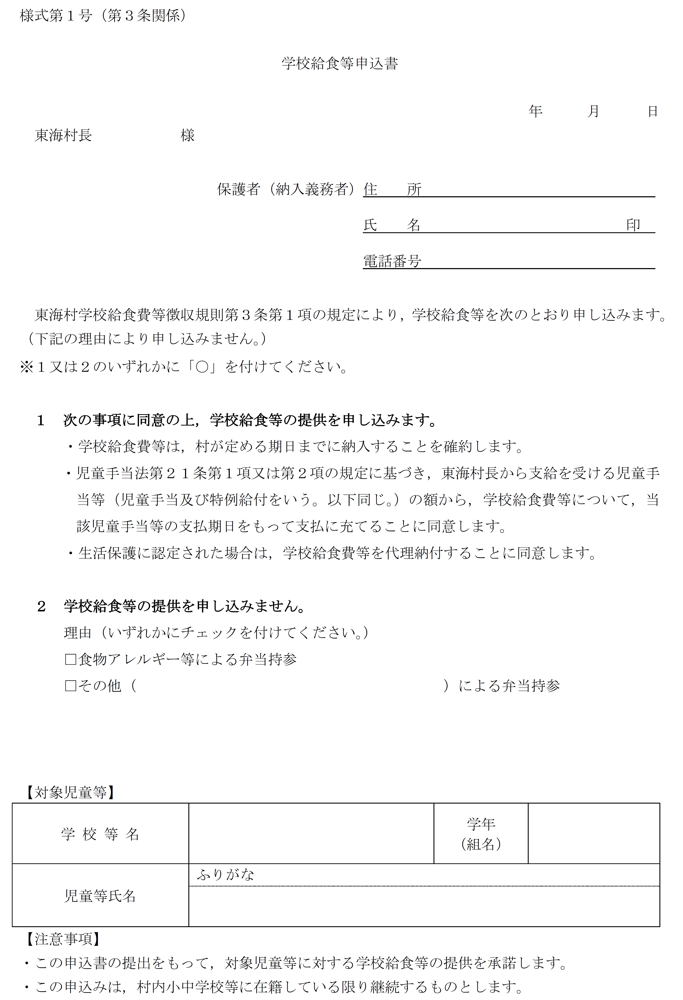 様式第１号（第３条関係）
学校給食等申込書
年　　　月　　　日
東海村長　　　　　　様
保護者（納入義務者）住　　所
氏　　名　　　　　　　　　　　　　　印
電話番号
東海村学校給食費等徴収規則第３条第１項の規定により，学校給食等を次のとおり申し込みます。
（下記の理由により申し込みません。）
※１又は２のいずれかに「○」を付けてください。
１　次の事項に同意の上，学校給食等の提供を申し込みます。
・学校給食費等は，村が定める期日までに納入することを確約します。
・児童手当法第２１条第１項又は第２項の規定に基づき，東海村長から支給を受ける児童手
当等（児童手当及び特例給付をいう。以下同じ。）の額から，学校給食費等について，当
該児童手当等の支払期日をもって支払に充てることに同意します。
・生活保護に認定された場合は，学校給食費等を代理納付することに同意します。
２　学校給食等の提供を申し込みません。
理由（いずれかにチェックを付けてください。）
□食物アレルギー等による弁当持参
□その他（　　　　　　　　　　　　　　　　　　　　　）による弁当持参
【対象児童等】
学 校 等 名
学年
（組名）
ふりがな
児童等氏名
【注意事項】
・この申込書の提出をもって，対象児童等に対する学校給食等の提供を承諾します。
・この申込みは，村内小中学校等に在籍している限り継続するものとします。